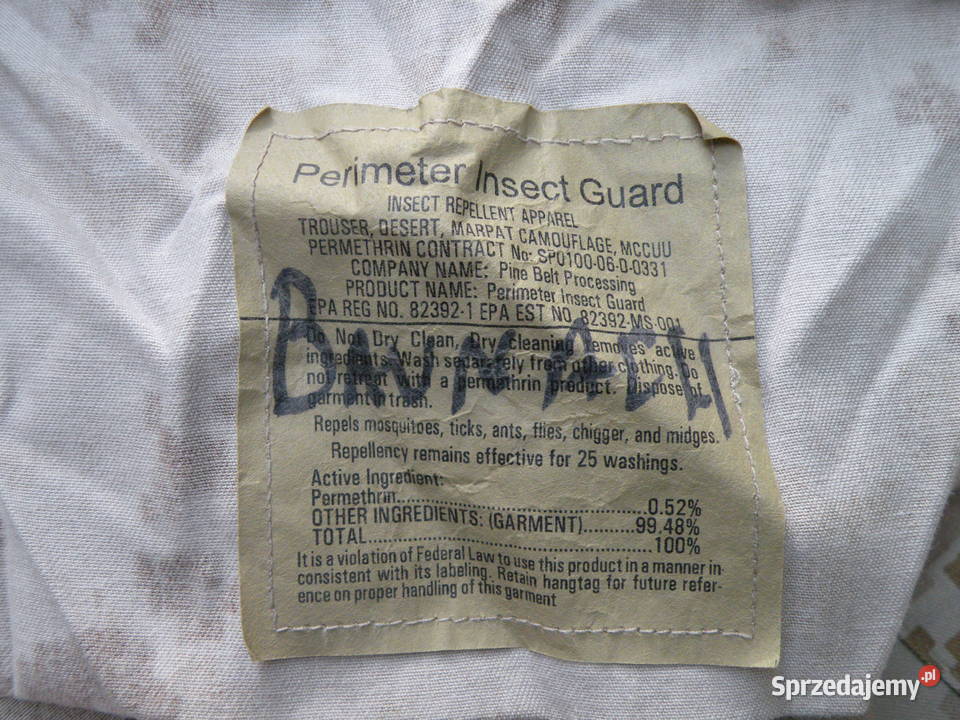 Perimeter Insect Guard
INSECT REPELLENT APPAREL
TROUSER, DESERT, MARPAT CAMOUFLAGE, MCCUU
PERMETHRIN CONTRACT No: SP0100-06-D-0331
COMPANY NAME: Pine Belt Processing
PRODUCT NAME: Perimeter Insect Guard
EPA REG NO. 82392-1 EPA EST NO. 82392-MS-001
Do Not Dry Clean, Dry cleaning removes active
ingredients. Wash separately from other clothing. Do
not retreat with a permethrin product. Dispose of
garment in trash.
Repels mosquitoes, ticks, ants, flies, chigger, and midges.
Repellency remains effective for 25 washings.
Active Ingredient:
Permethrin..............................0.52%
OTHER INGREDIENTS: (GARMENT).........99.48%
TOTAL......................................100%
It is a violation of Federal Law to use this product in a manner in-
consistent with its labeling. Retain hangtag for future refer-
ence on proper handling of this garment
Sprzedajemy.pl